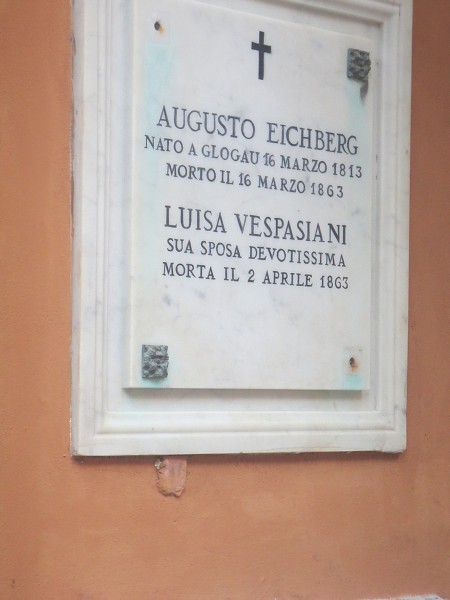 AUGUSTO EICHBERG
NATO A GLOGAU 16 MARZO 1813
MORTO IL 16 MARZO 1863
LUISA VESPASIANI
SUA SPOSA DEVOTISSIMA
MORTA IL 2 APRILE 1863